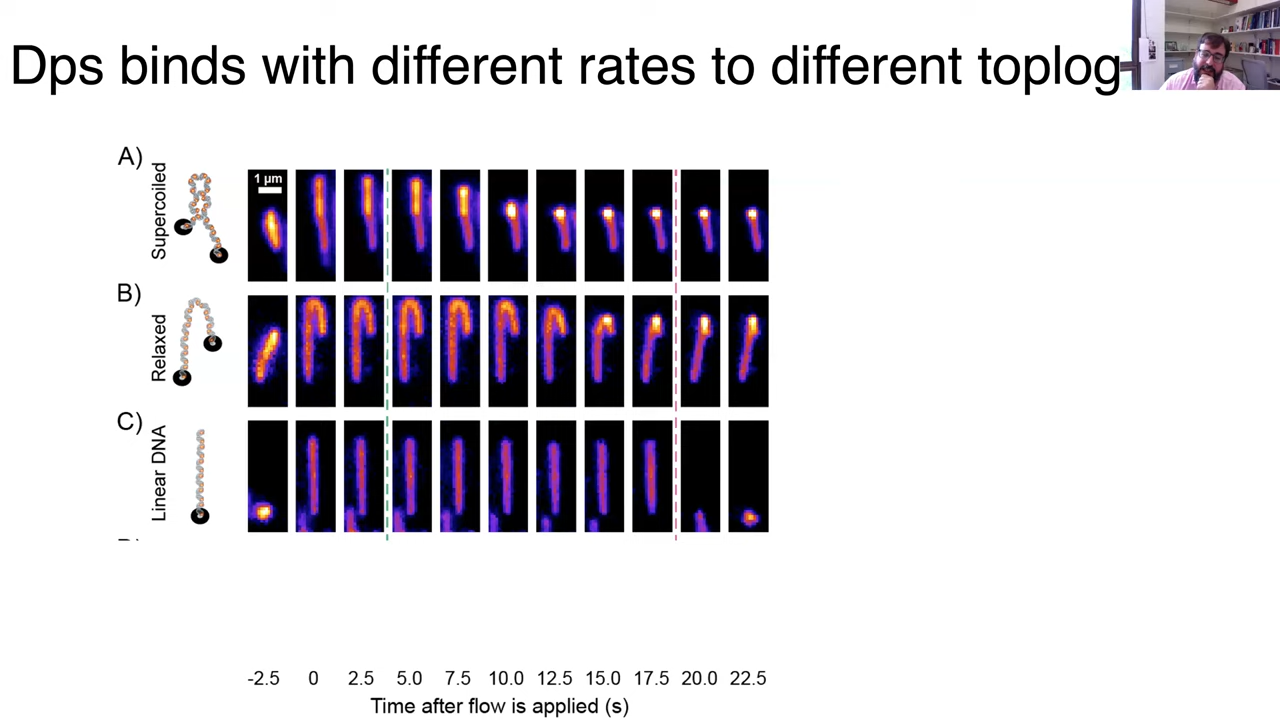 Dps binds with different rates to different toplog
A)
Supercoiled
1 μm
B)
Relaxed
C)
Linear DNA
-2.5 0 2.5 5.0 7.5 10.0 12.5 15.0 17.5 20.0 22.5
Time after flow is applied (s)